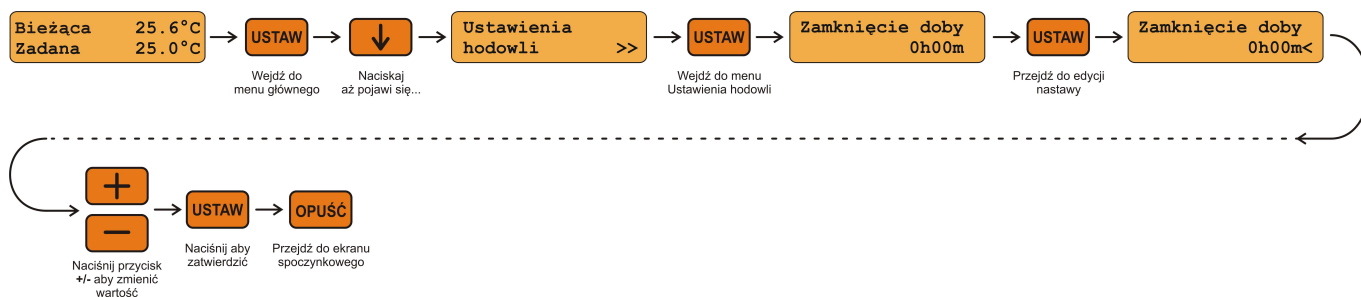 Bieżąca 25.6°C
Zadana 25.0°C
USTAW
Wejdź do
menu głównego
Naciskaj
aż pojawi się...
Ustawienia
hodowli >>
USTAW
Wejdź do menu
Ustawienia hodowli
Zamknięcie doby
0h00m
USTAW
Przejdź do edycji
nastawy
Zamknięcie doby
0h00m<
+
−
Naciśnij przycisk
+/- aby zmienić
wartość
USTAW
Naciśnij aby
zatwierdzić
OPUŚĆ
Przejdź do ekranu
spoczynkowego